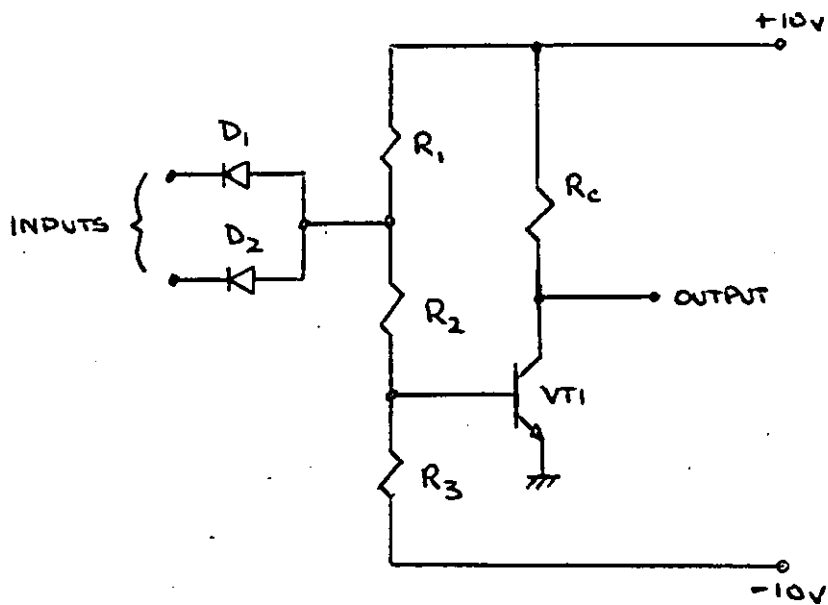 +10V
D1
R1
INPUTS
D2
RC
R2
OUTPUT
VT1
R3
-10V